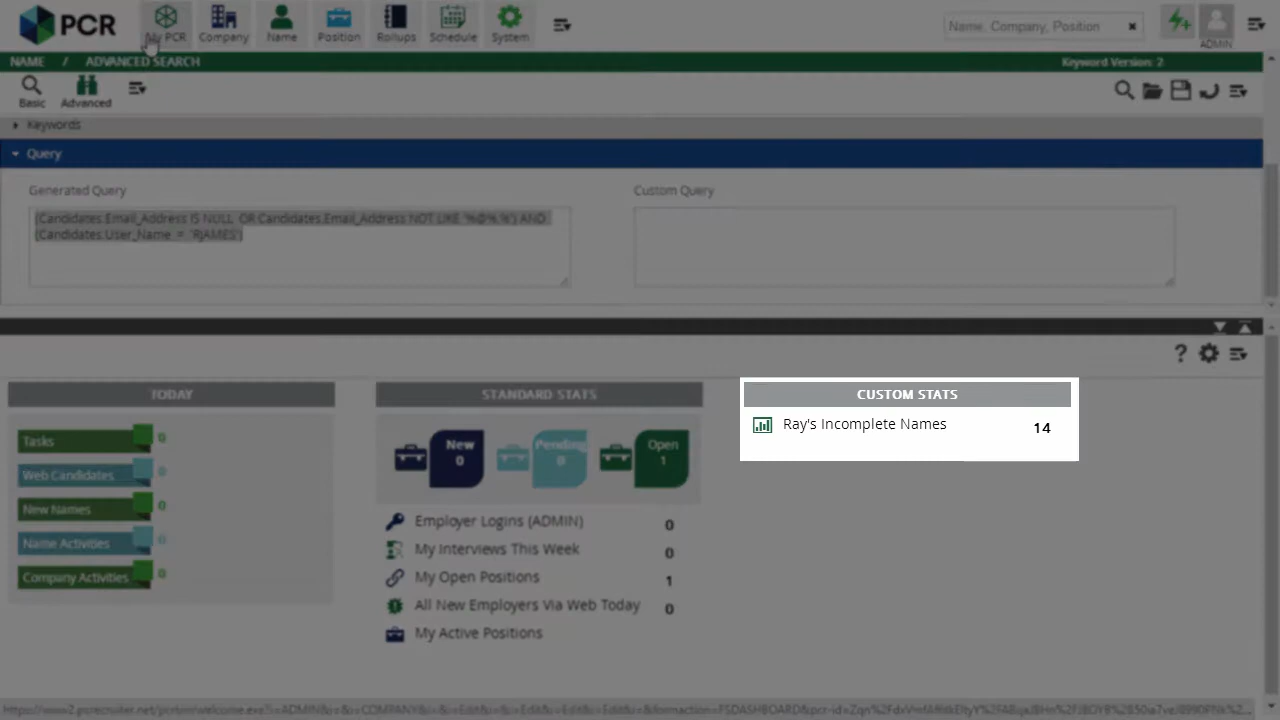 PCR
My PCR
Company
Name
Position
Rollups
Schedule
System
Name, Company, Position
ADMIN
NAME / ADVANCED SEARCH
Keyword Version: 2
Basic
Advanced
Keywords
Query
Generated Query
Custom Query
(Candidates.Email_Address IS NULL OR Candidates.Email_Address NOT LIKE '%@%.%') AND
(Candidates.User_Name = 'RJAMES')
TODAY
Tasks 0
Web Candidates 0
New Names 0
Name Activities 0
Company Activities 0
STANDARD STATS
New
0
Pending
0
Open
1
Employer Logins (ADMIN) 0
My Interviews This Week 0
My Open Positions 1
All New Employers Via Web Today 0
My Active Positions
CUSTOM STATS
Ray's Incomplete Names 14